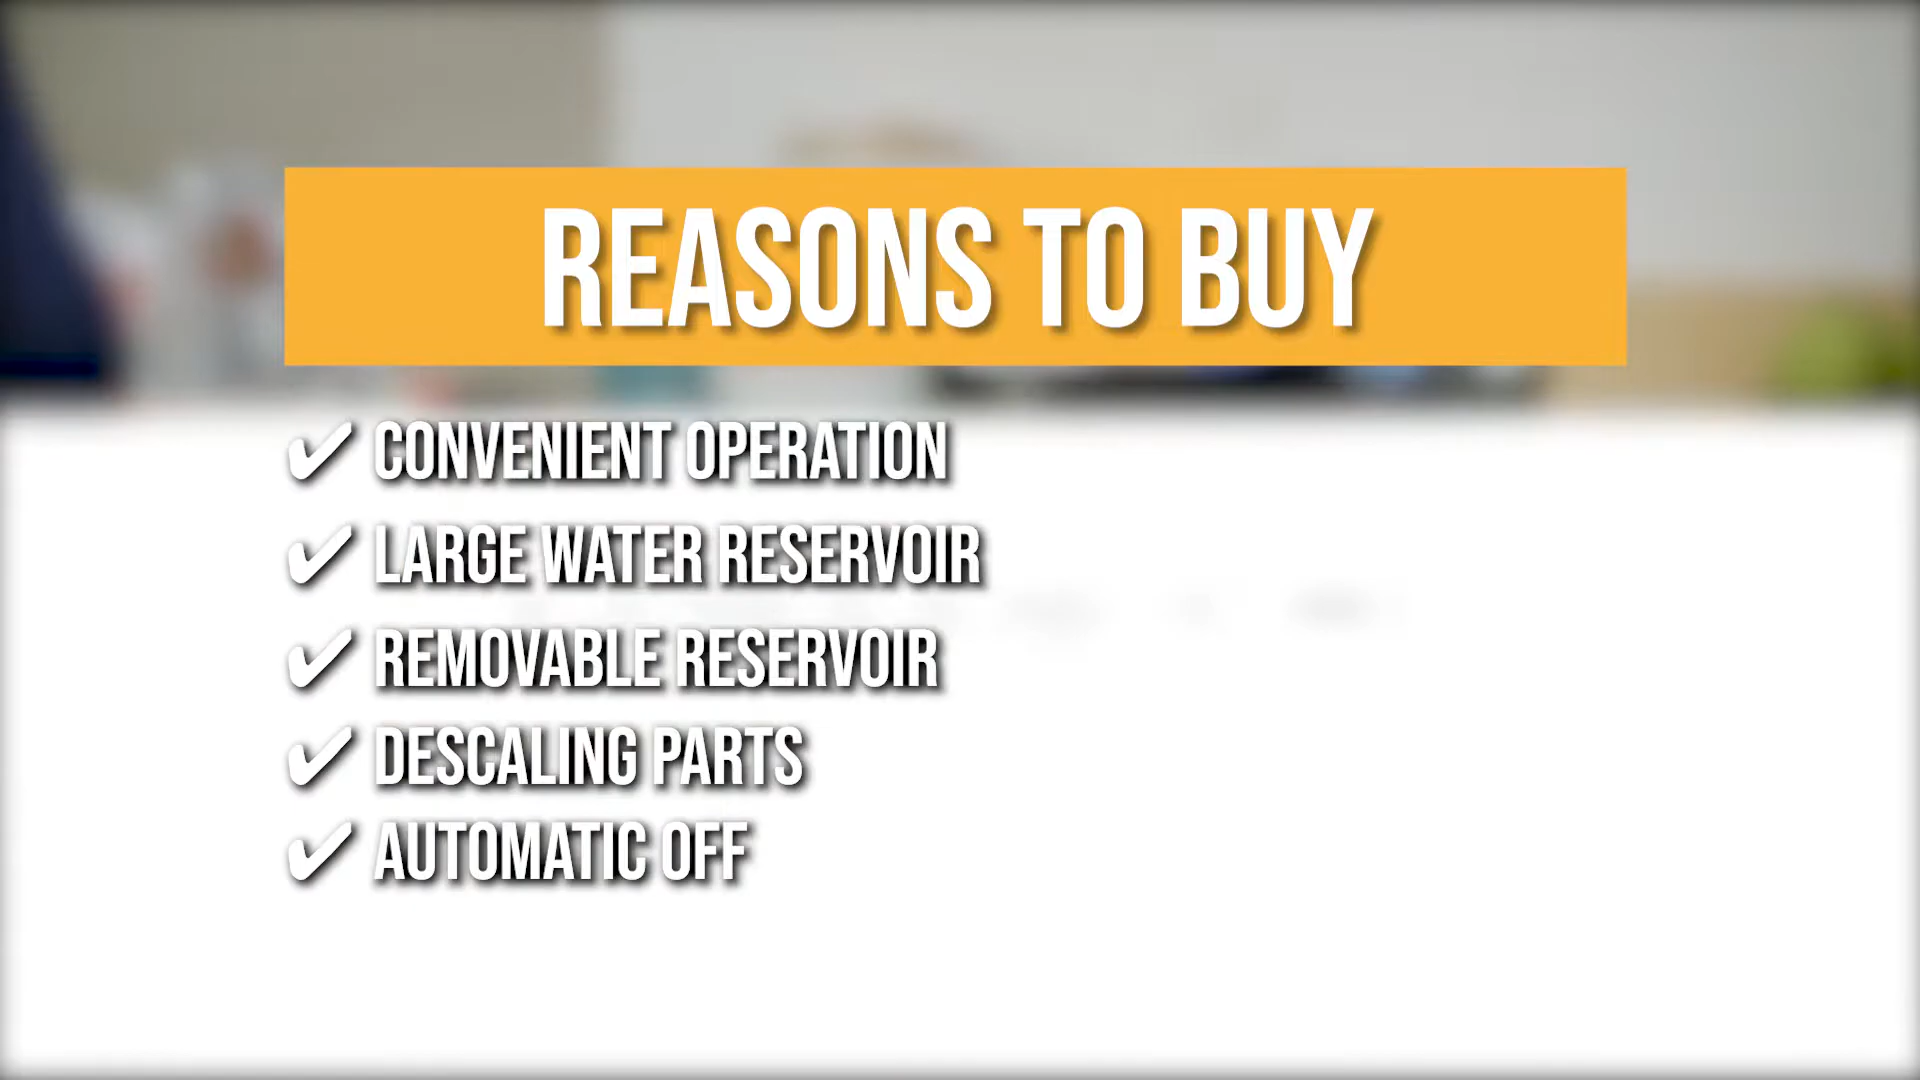 REASONS TO BUY
✔ CONVENIENT OPERATION
✔ LARGE WATER RESERVOIR
✔ REMOVABLE RESERVOIR
✔ DESCALING PARTS
✔ AUTOMATIC OFF